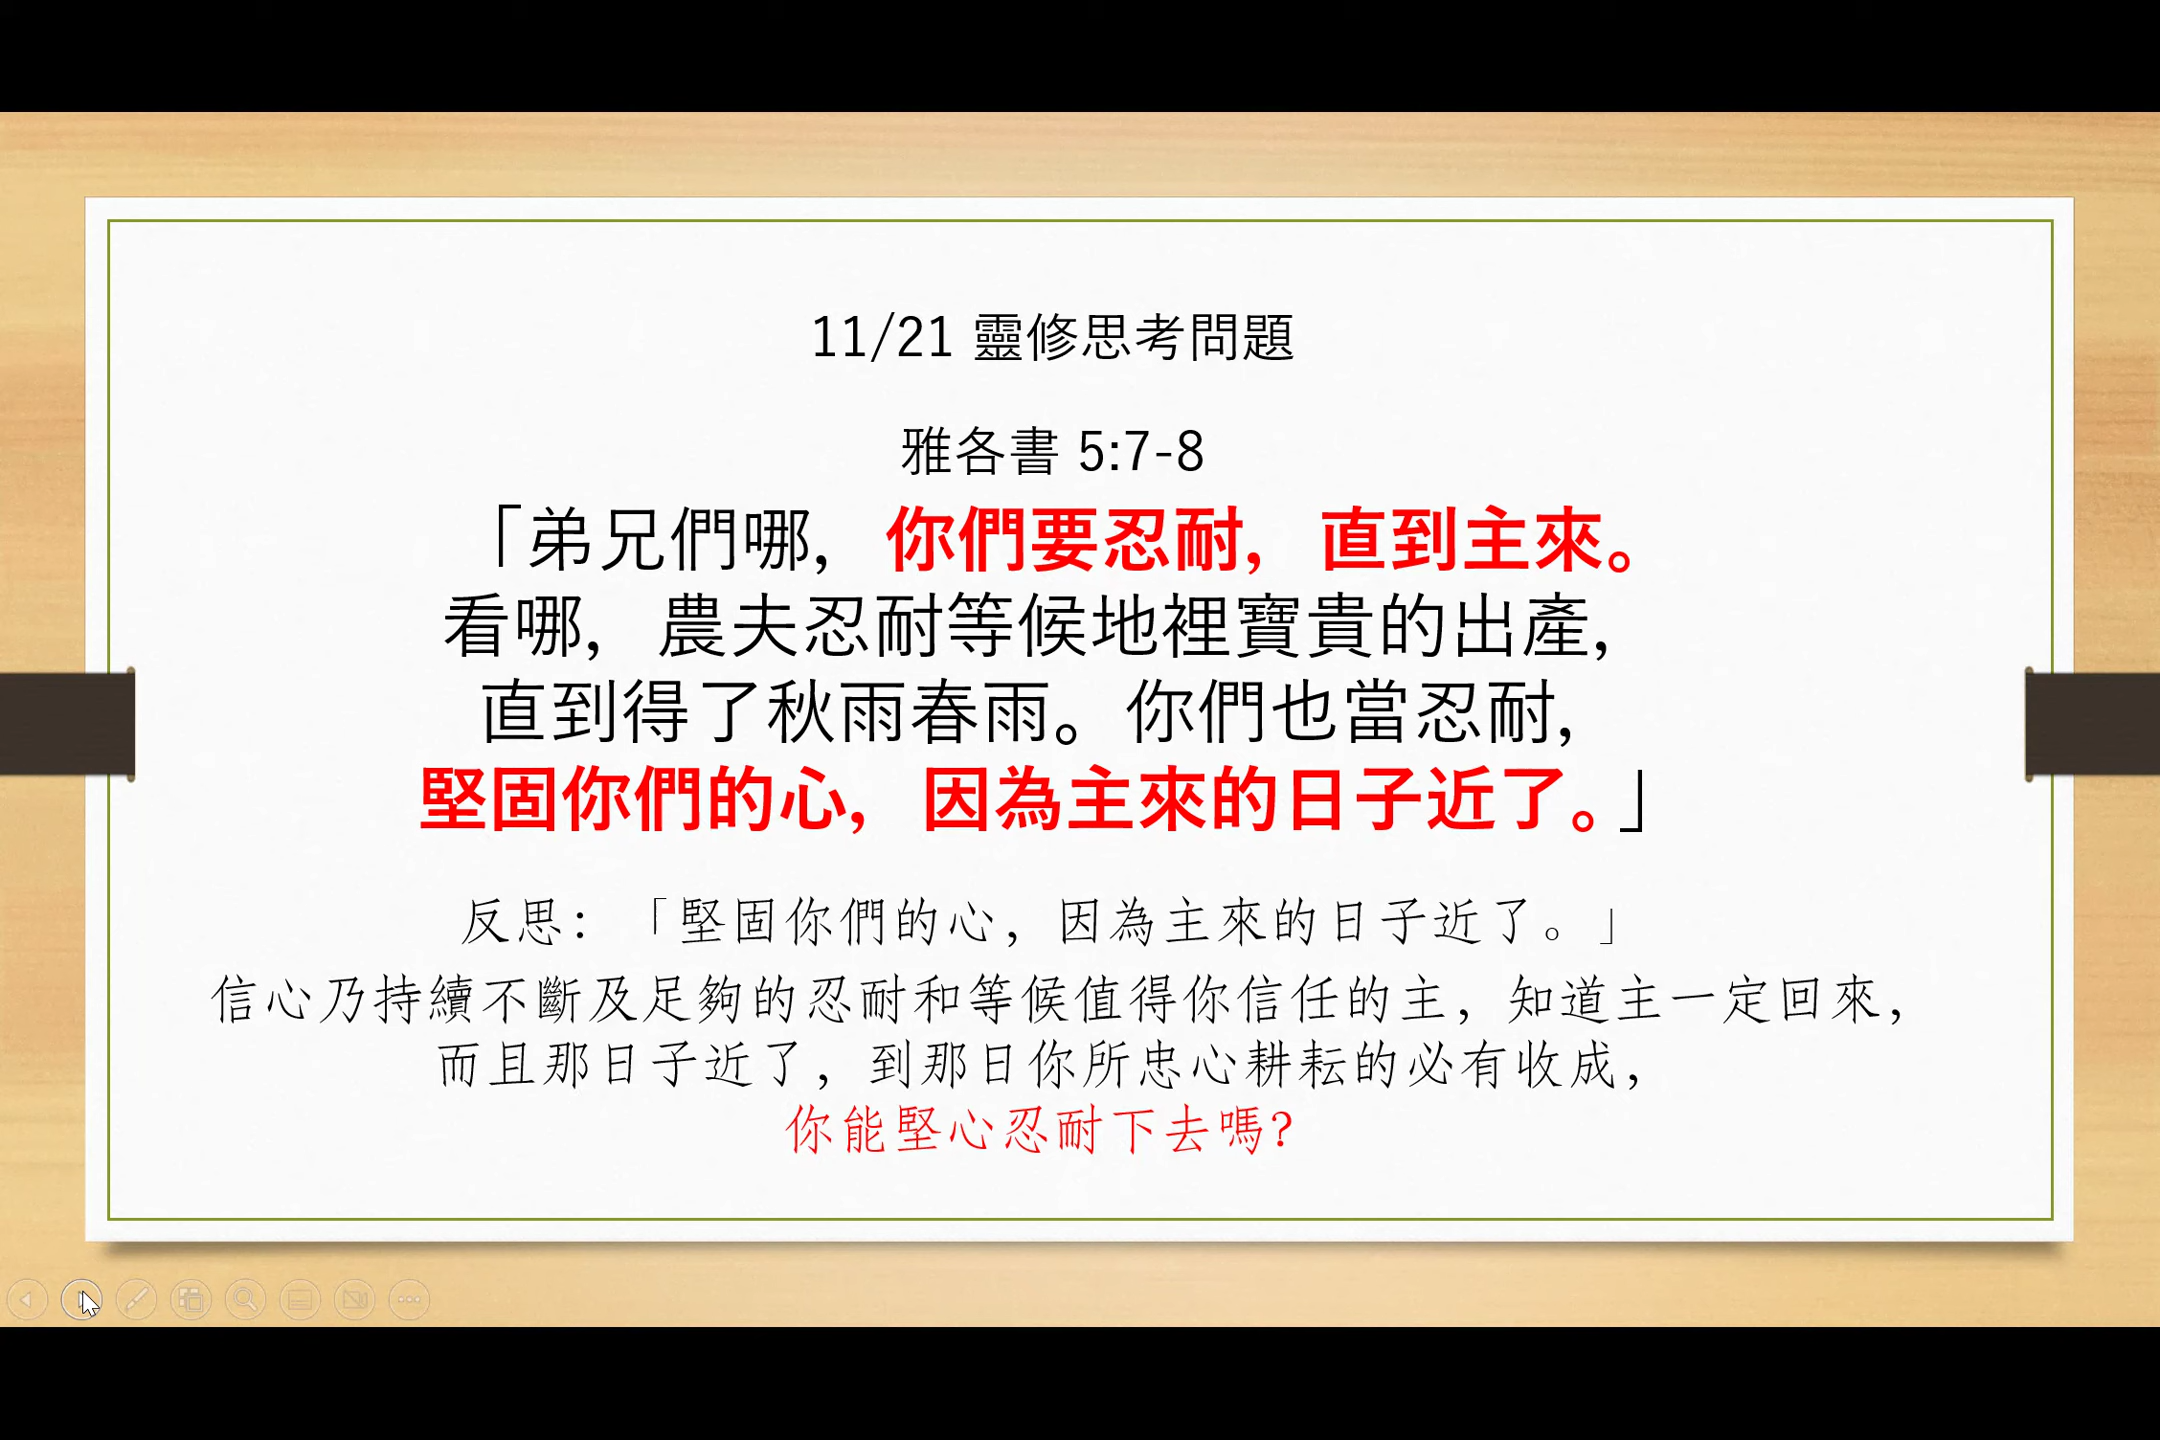 11/21 靈修思考問題
雅各書 5:7-8
「弟兄們哪，你們要忍耐，直到主來。
看哪，農夫忍耐等候地裡寶貴的出產，
直到得了秋雨春雨。你們也當忍耐，
堅固你們的心，因為主來的日子近了。」
反思：「堅固你們的心，因為主來的日子近了。」
信心乃持續不斷及足夠的忍耐和等候值得你信任的主，知道主一定回來，
而且那日子近了，到那日你所忠心耕耘的必有收成，
你能堅心忍耐下去嗎?